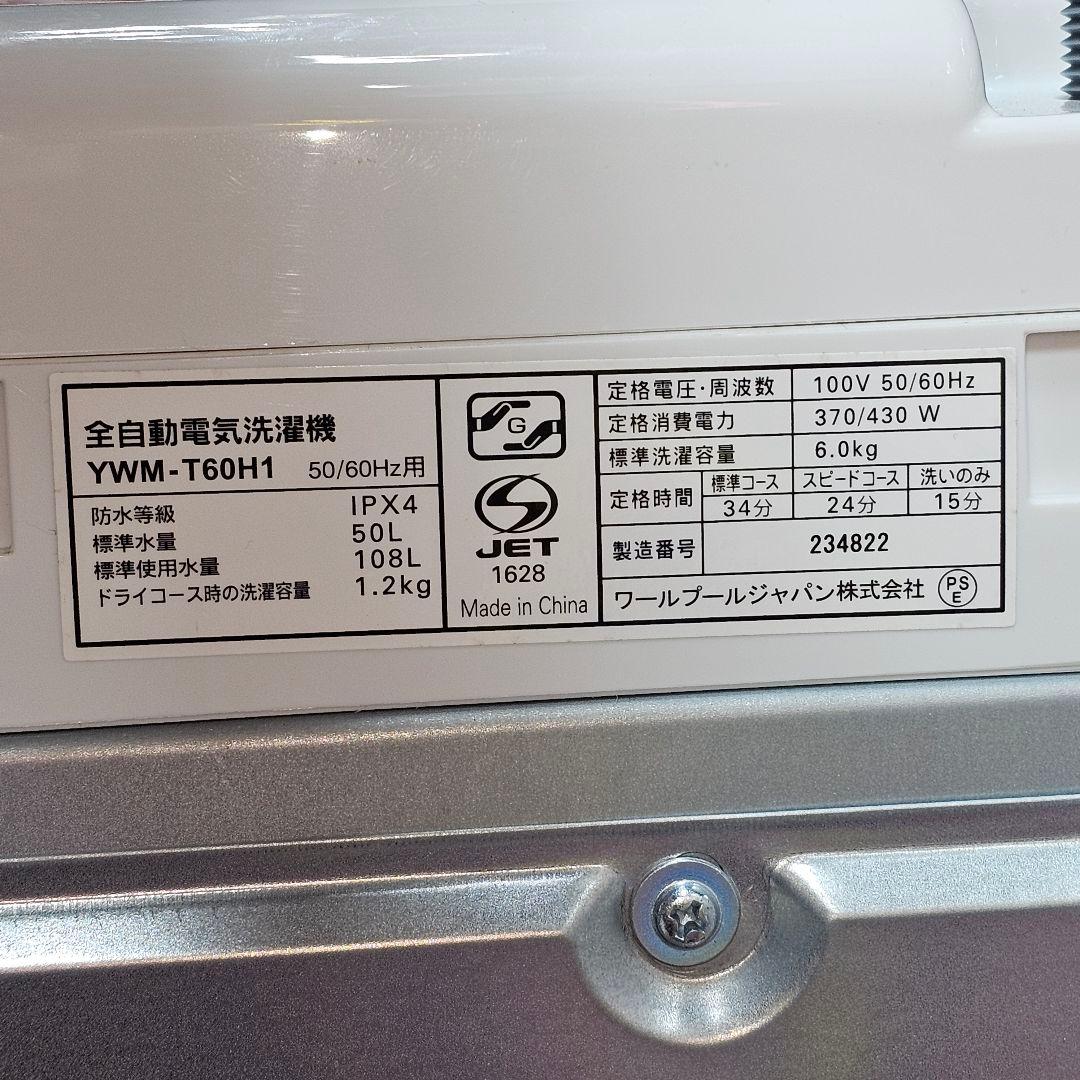 全自動電気洗濯機
YWM-T60H1 50/60Hz用
防水等級 IPX4
標準水量 50L
標準使用水量 108L
ドライコース時の洗濯容量 1.2kg
G
JET
1628
Made in China
定格電圧・周波数 100V 50/60Hz
定格消費電力 370/430 W
標準洗濯容量 6.0kg
定格時間 標準コース スピードコース 洗いのみ
34分 24分 15分
製造番号 234822
ワールプールジャパン株式会社 PS
E